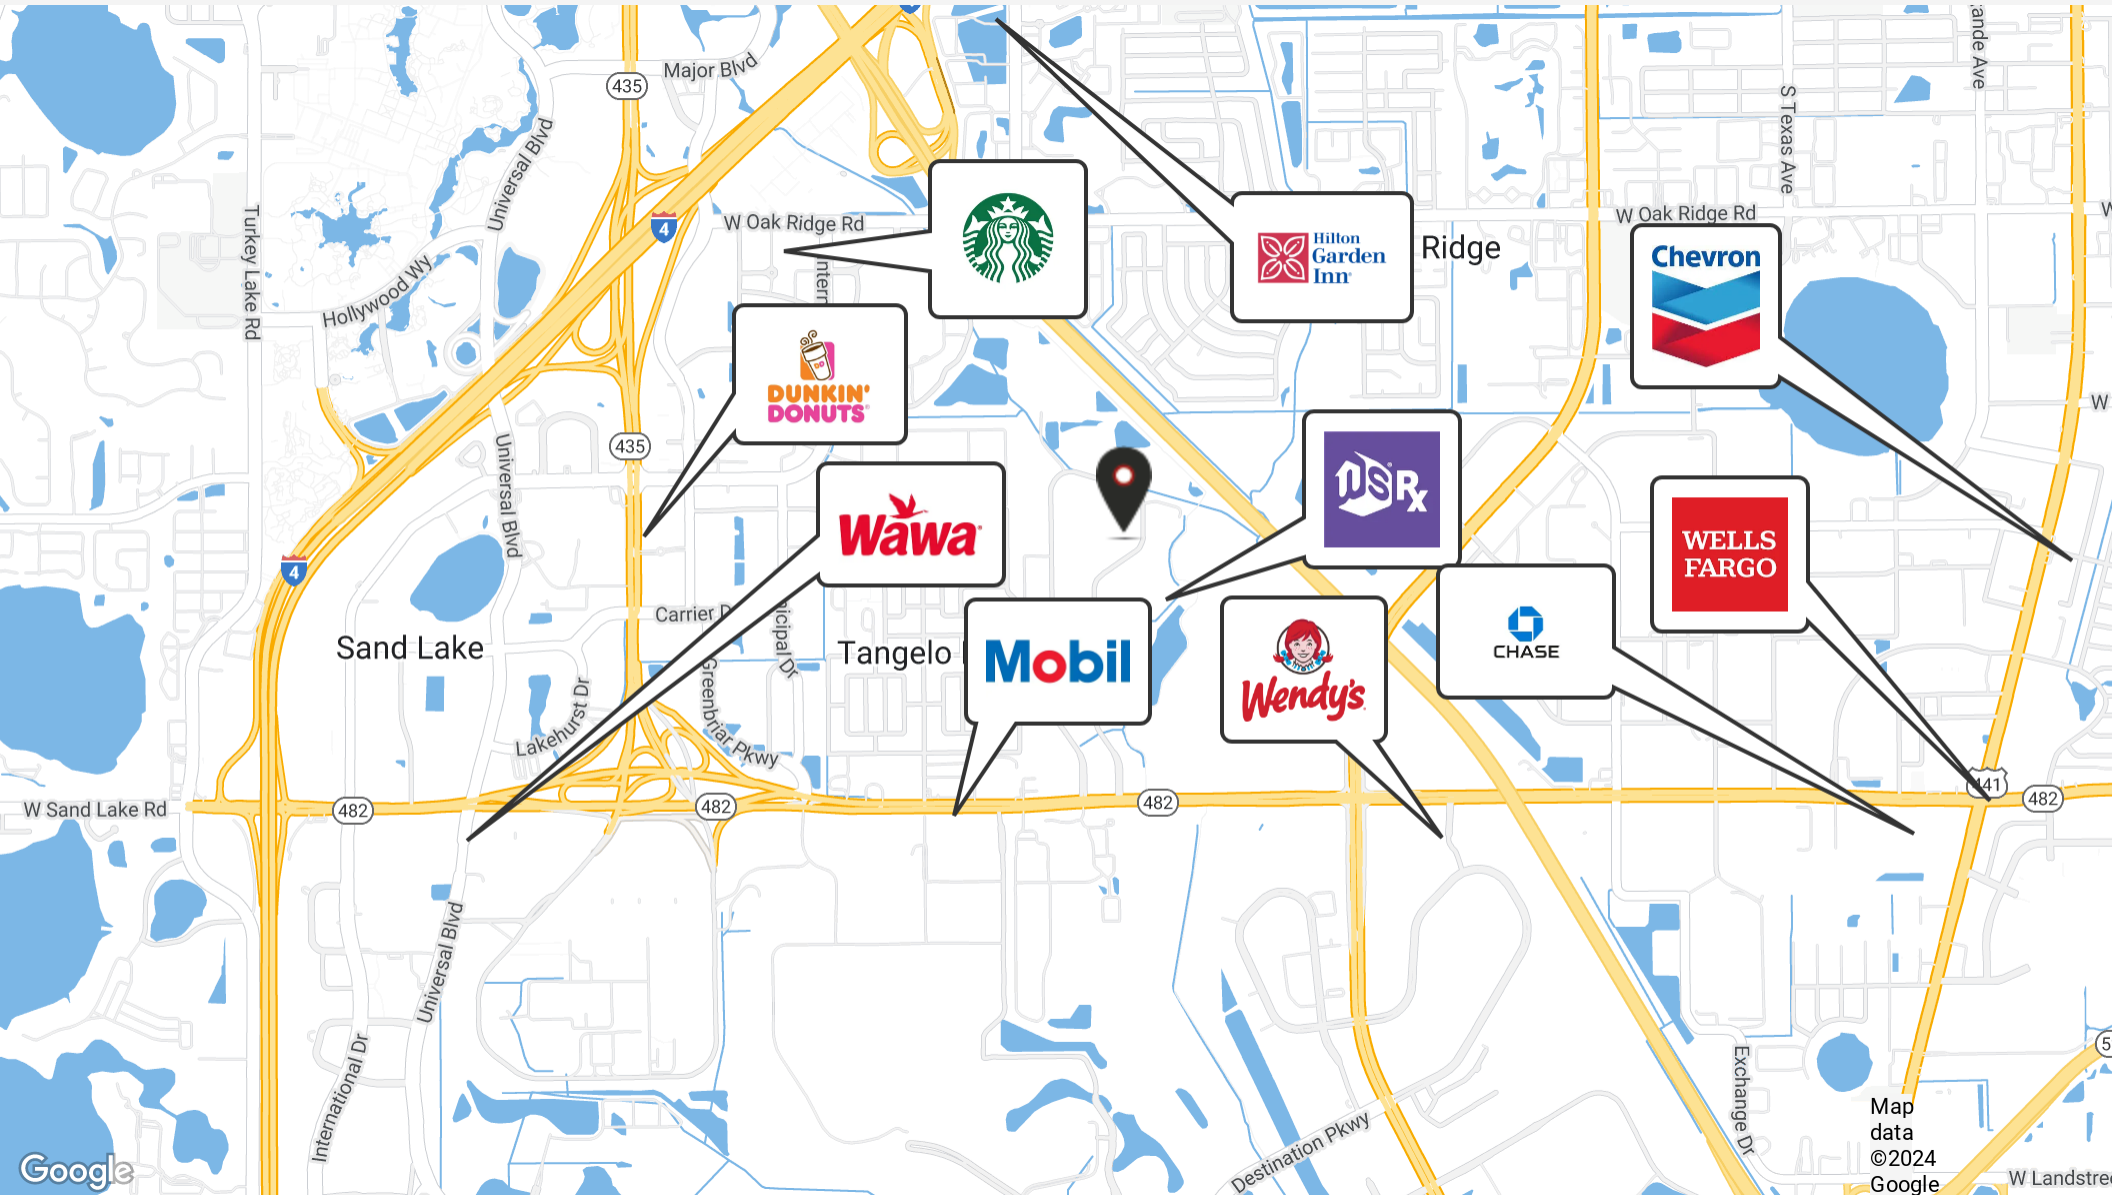 Major Blvd
435
Universal Blvd
Turkey Lake Rd
4
W Oak Ridge Rd
Hollywood Wy
Hilton
Garden
Inn
Ridge
S Texas Ave
W Oak Ridge Rd
Chevron
DUNKIN'
DONUTS
435
Universal Blvd
4
Wawa
Rx
WELLS
FARGO
W
Carrier D
Sand Lake
Tangelo
Mobil
Wendy's
CHASE
Greenbriar Pkwy
Lakehurst Dr
W Sand Lake Rd
482
482
482
441
482
Universal Blvd
International Dr
Exchange Dr
Destination Pkwy
Map
data
©2024
Google
Google